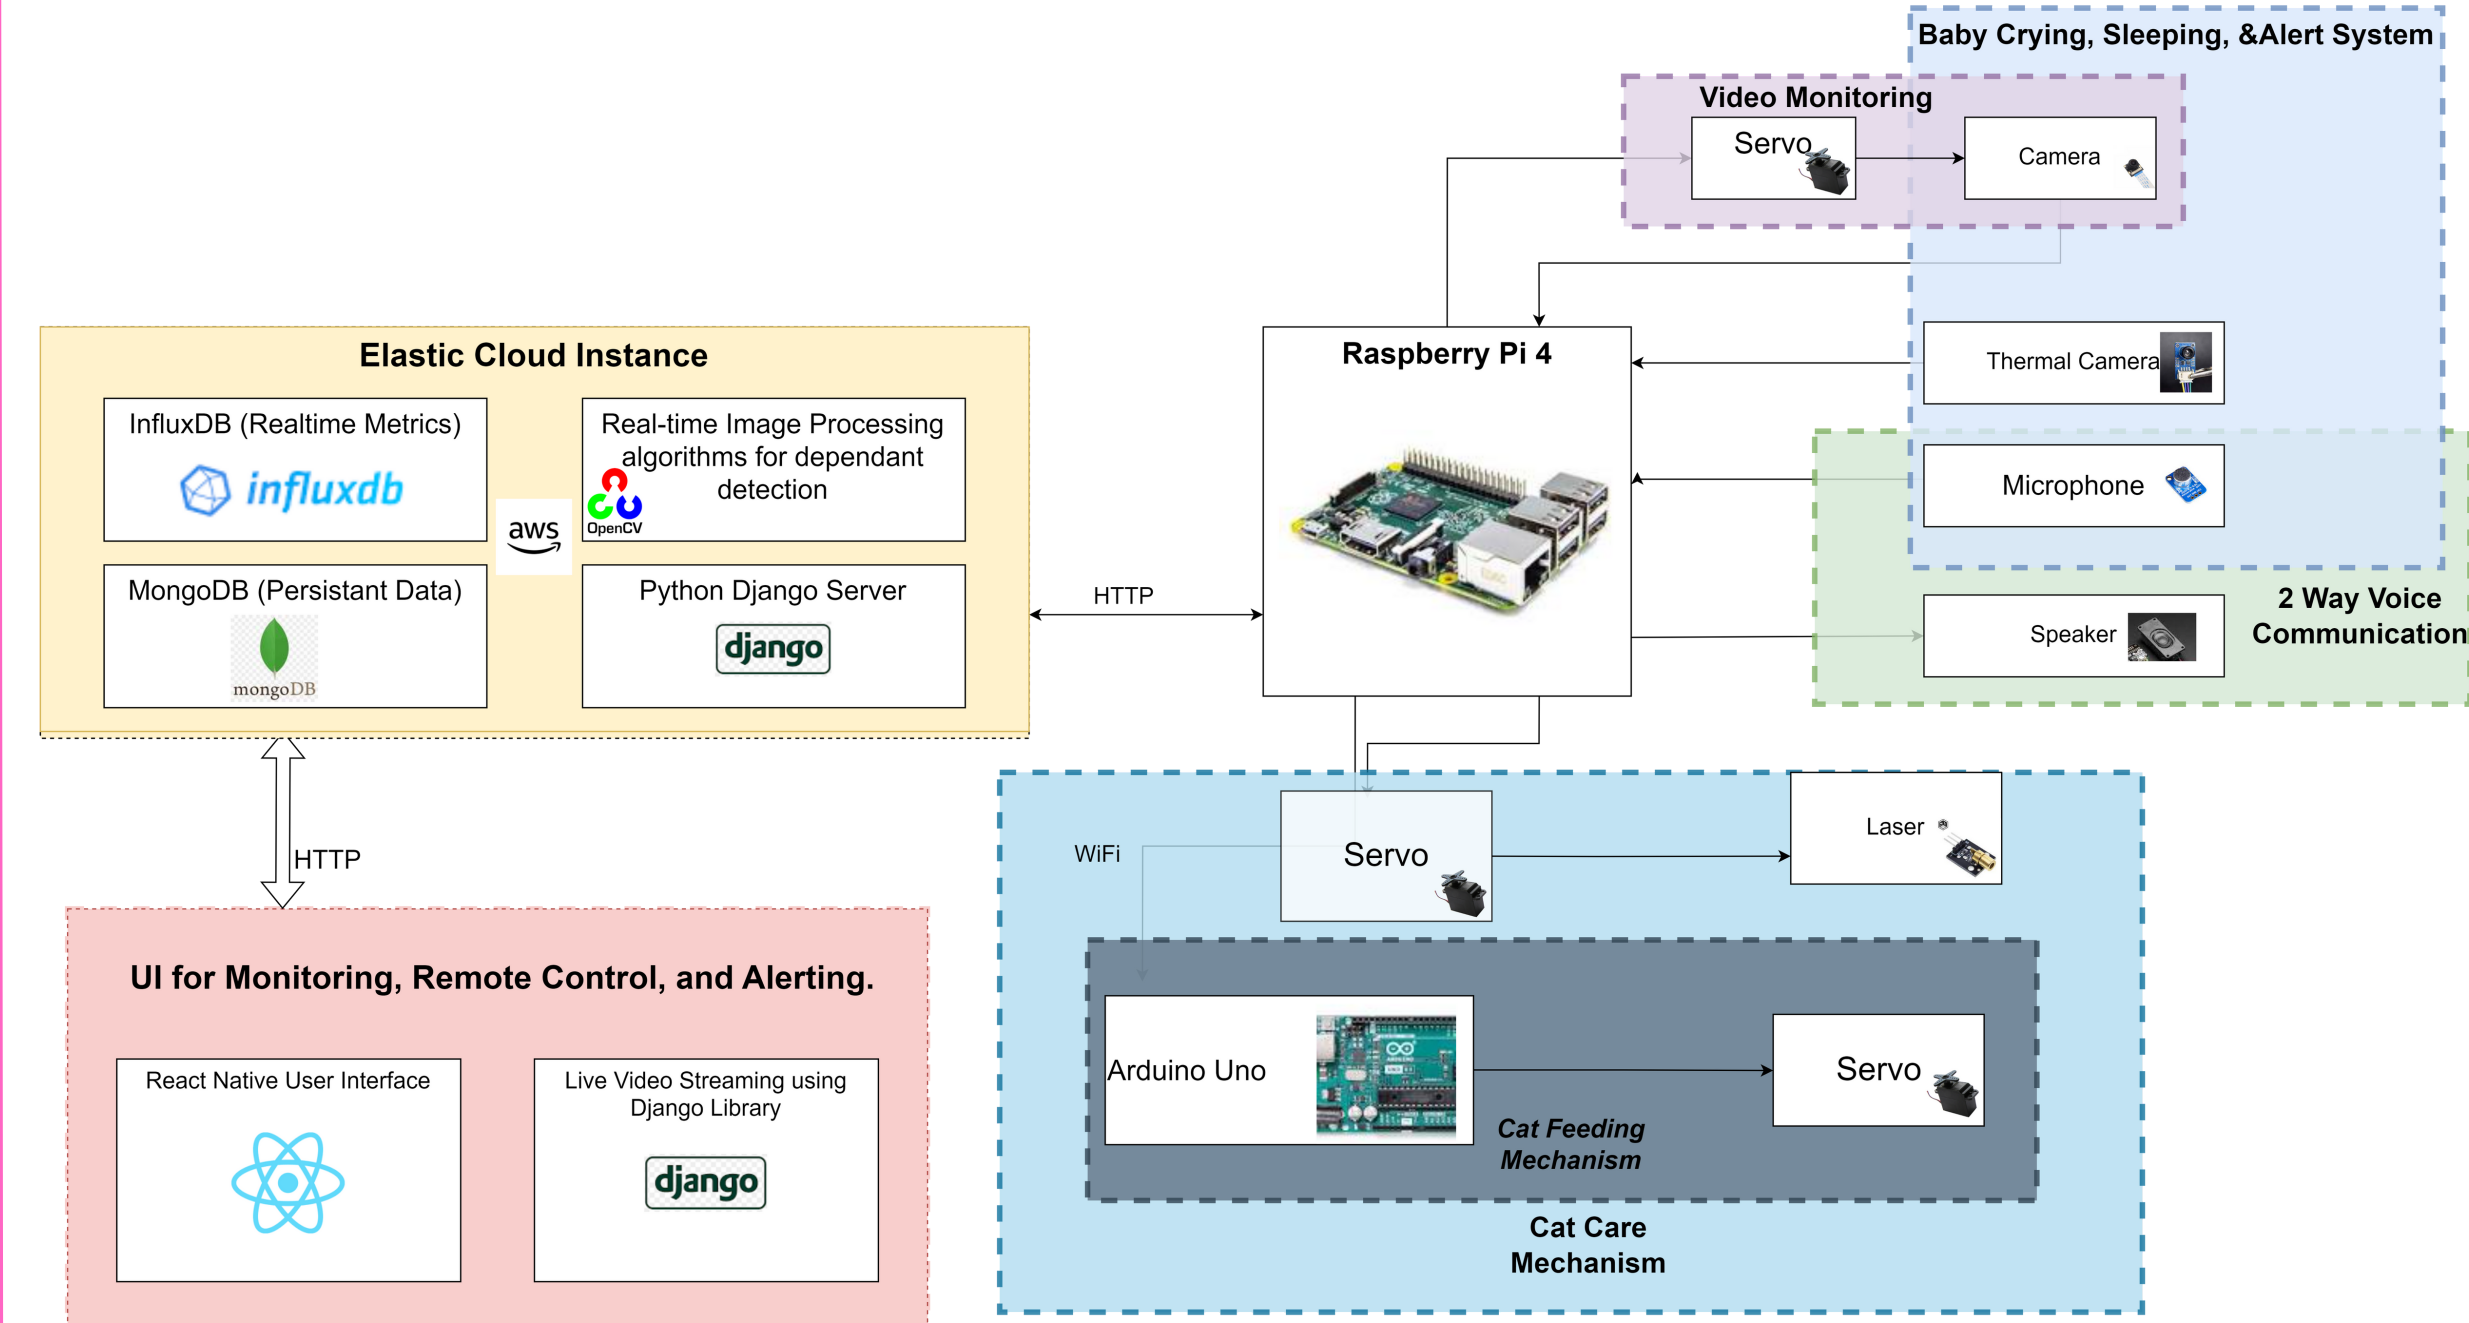 Baby Crying, Sleeping, &Alert System
Video Monitoring
Servo
Camera
Elastic Cloud Instance
InfluxDB (Realtime Metrics)
influxdb
Real-time Image Processing
algorithms for dependant
detection
OpenCV
aws
MongoDB (Persistant Data)
mongoDB
Python Django Server
django
HTTP
Raspberry Pi 4
Thermal Camera
Microphone
Speaker
2 Way Voice
Communication
HTTP
UI for Monitoring, Remote Control, and Alerting.
React Native User Interface
Live Video Streaming using
Django Library
django
WiFi
Servo
Laser
Arduino Uno
Servo
Cat Feeding
Mechanism
Cat Care
Mechanism